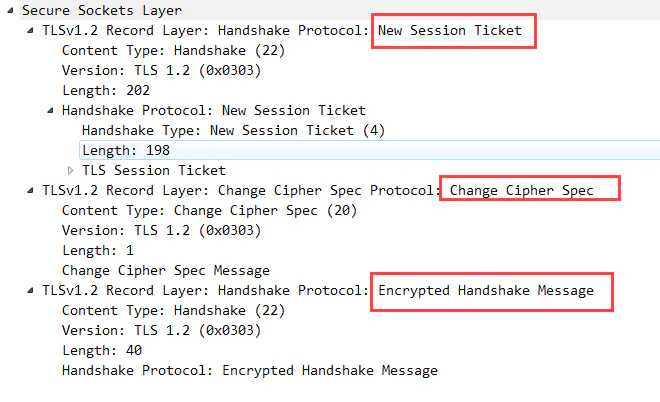 Secure Sockets Layer
TLSv1.2 Record Layer: Handshake Protocol: New Session Ticket
Content Type: Handshake (22)
Version: TLS 1.2 (0x0303)
Length: 202
Handshake Protocol: New Session Ticket
Handshake Type: New Session Ticket (4)
Length: 198
TLS Session Ticket
TLSv1.2 Record Layer: Change Cipher Spec Protocol: Change Cipher Spec
Content Type: Change Cipher Spec (20)
Version: TLS 1.2 (0x0303)
Length: 1
Change Cipher Spec Message
TLSv1.2 Record Layer: Handshake Protocol: Encrypted Handshake Message
Content Type: Handshake (22)
Version: TLS 1.2 (0x0303)
Length: 40
Handshake Protocol: Encrypted Handshake Message